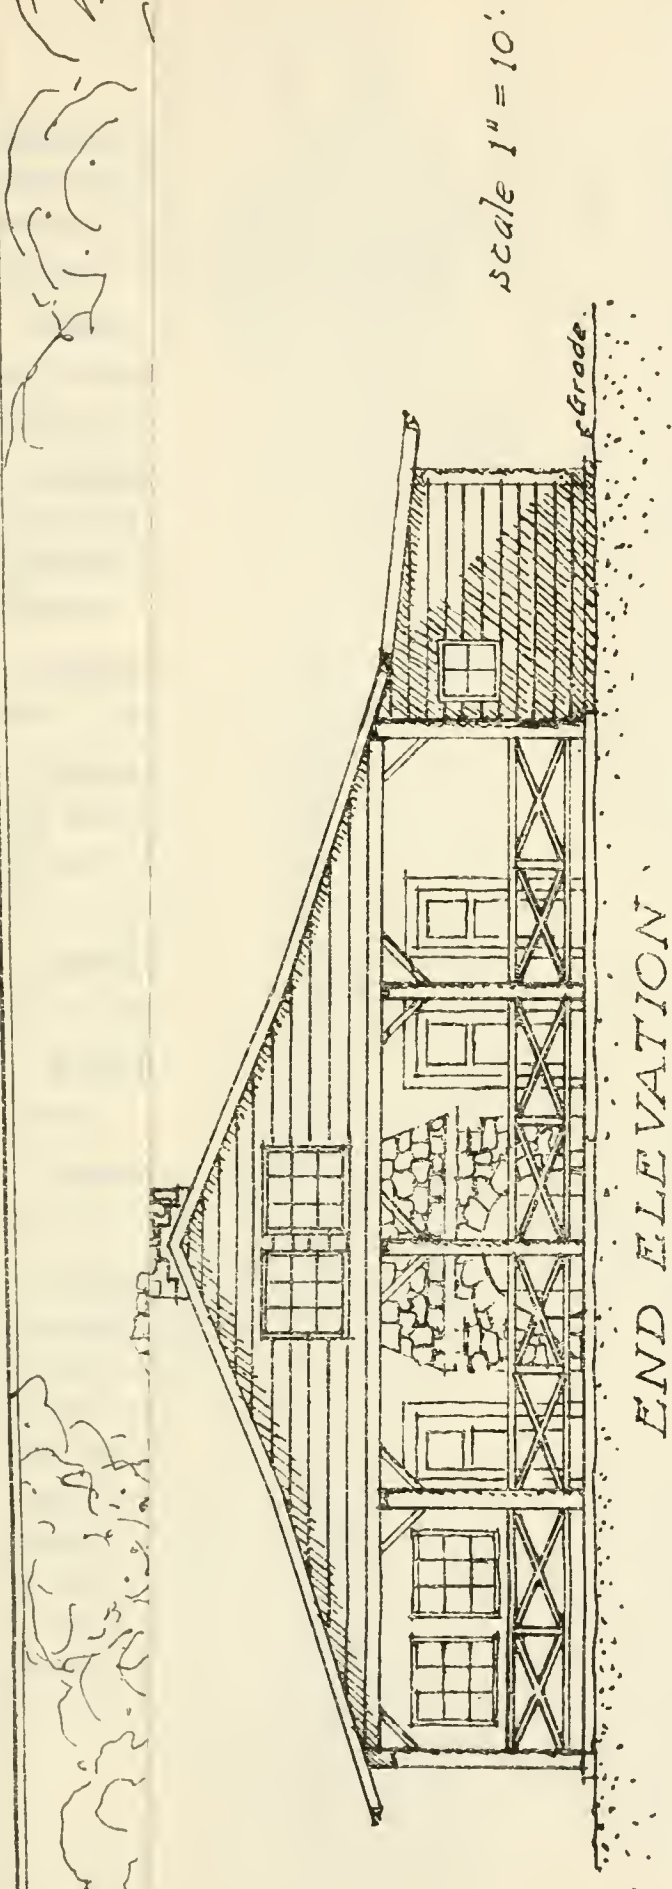 scale 1" = 10'.
Grade.
END ELEVATION